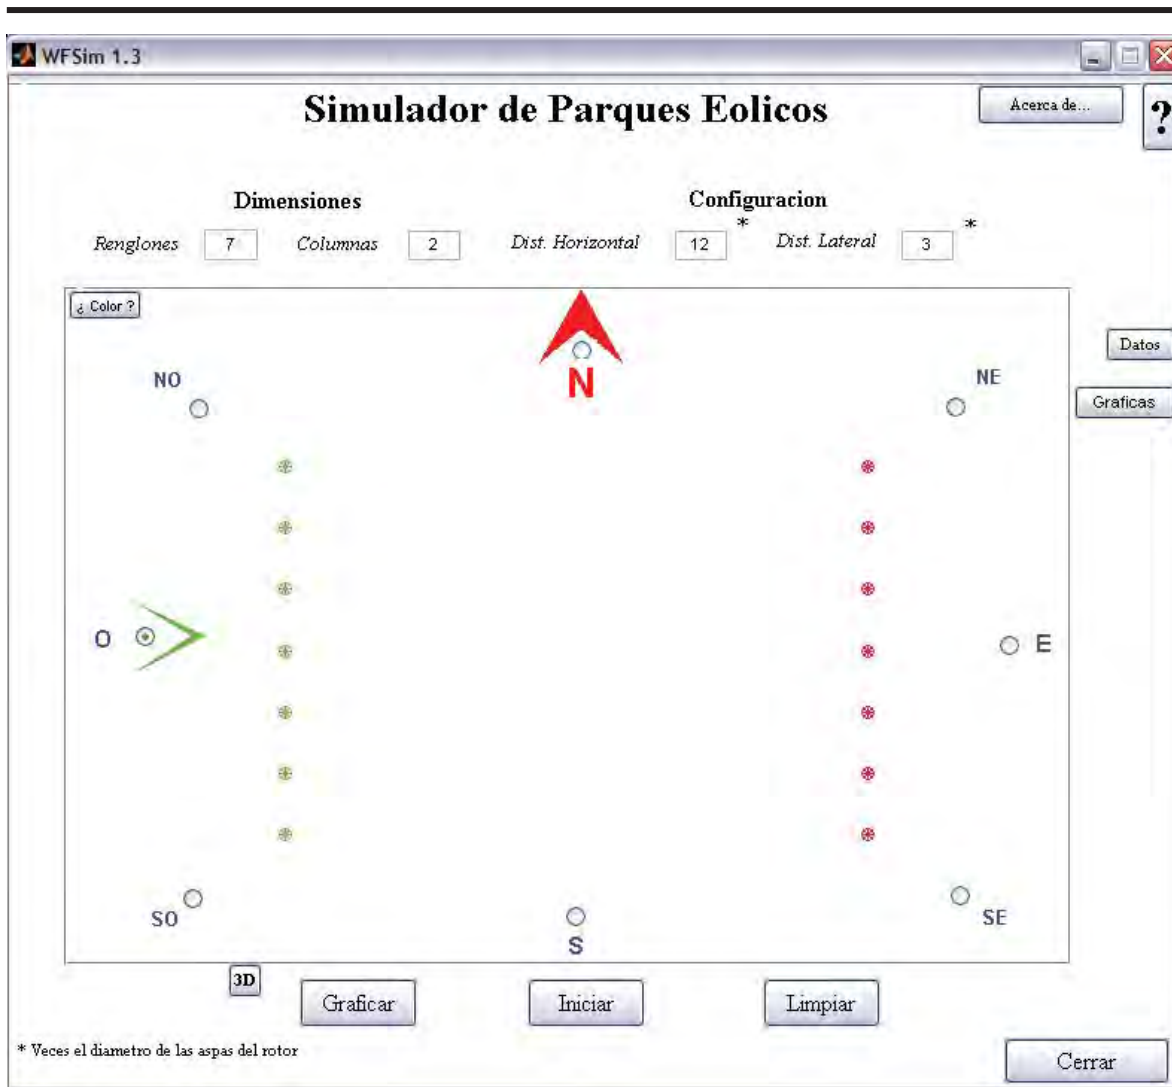 WFSim 1.3
Simulador de Parques Eolicos
Acerca de...
?
Dimensiones
Configuracion
Renglones 7 Columnas 2 Dist. Horizontal 12 * Dist. Lateral 3 *
¿ Color ?
N
Datos
NO
NE
Graficas
O
E
SO
S
SE
3D
Graficar
Iniciar
Limpiar
* Veces el diametro de las aspas del rotor
Cerrar